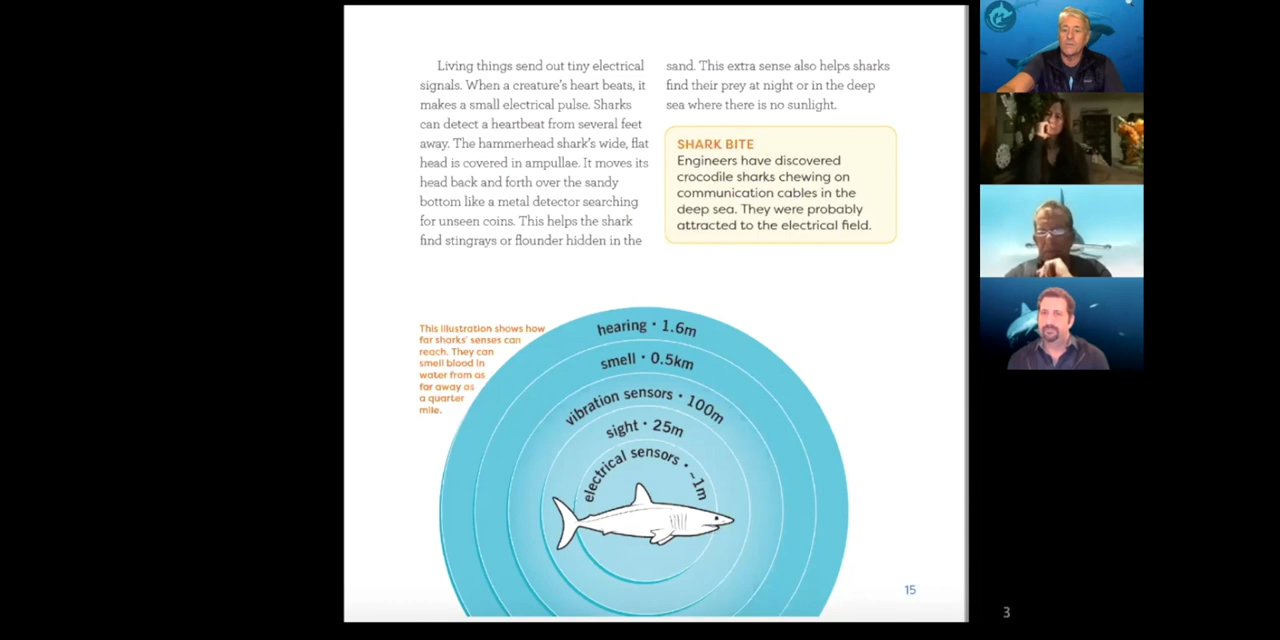 Living things send out tiny electrical
signals. When a creature's heart beats, it
makes a small electrical pulse. Sharks
can detect a heartbeat from several feet
away. The hammerhead shark's wide, flat
head is covered in ampullae. It moves its
head back and forth over the sandy
bottom like a metal detector searching
for unseen coins. This helps the shark
find stingrays or flounder hidden in the
sand. This extra sense also helps sharks
find their prey at night or in the deep
sea where there is no sunlight.
SHARK BITE
Engineers have discovered
crocodile sharks chewing on
communication cables in the
deep sea. They were probably
attracted to the electrical field.
This illustration shows how
far sharks' senses can
reach. They can
smell blood in
water from as
far away as
a quarter
mile.
hearing · 1.6m
smell · 0.5km
vibration sensors · 100m
sight · 25m
electrical sensors · ~1m
15
3